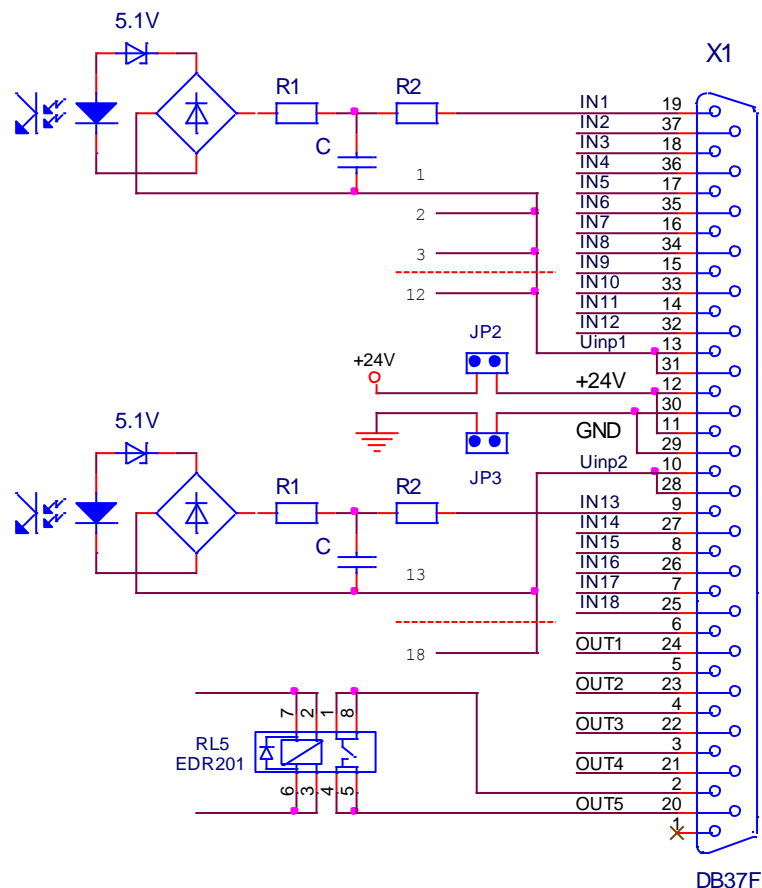 5.1V
X1
R1
R2
C
1
2
3
12
IN1 19
IN2 37
IN3 18
IN4 36
IN5 17
IN6 35
IN7 16
IN8 34
IN9 15
IN10 33
IN11 14
IN12 32
Uinp1 13
31
JP2
+24V
+24V 12
30
11
GND
29
JP3
Uinp2 10
28
5.1V
R1
R2
C
13
18
IN13 9
IN14 27
IN15 8
IN16 26
IN17 7
IN18 25
6
OUT1 24
5
OUT2 23
4
OUT3 22
3
OUT4 21
2
OUT5 20
1
7 2 1 8
RL5
EDR201
6 3 4 5
DB37F